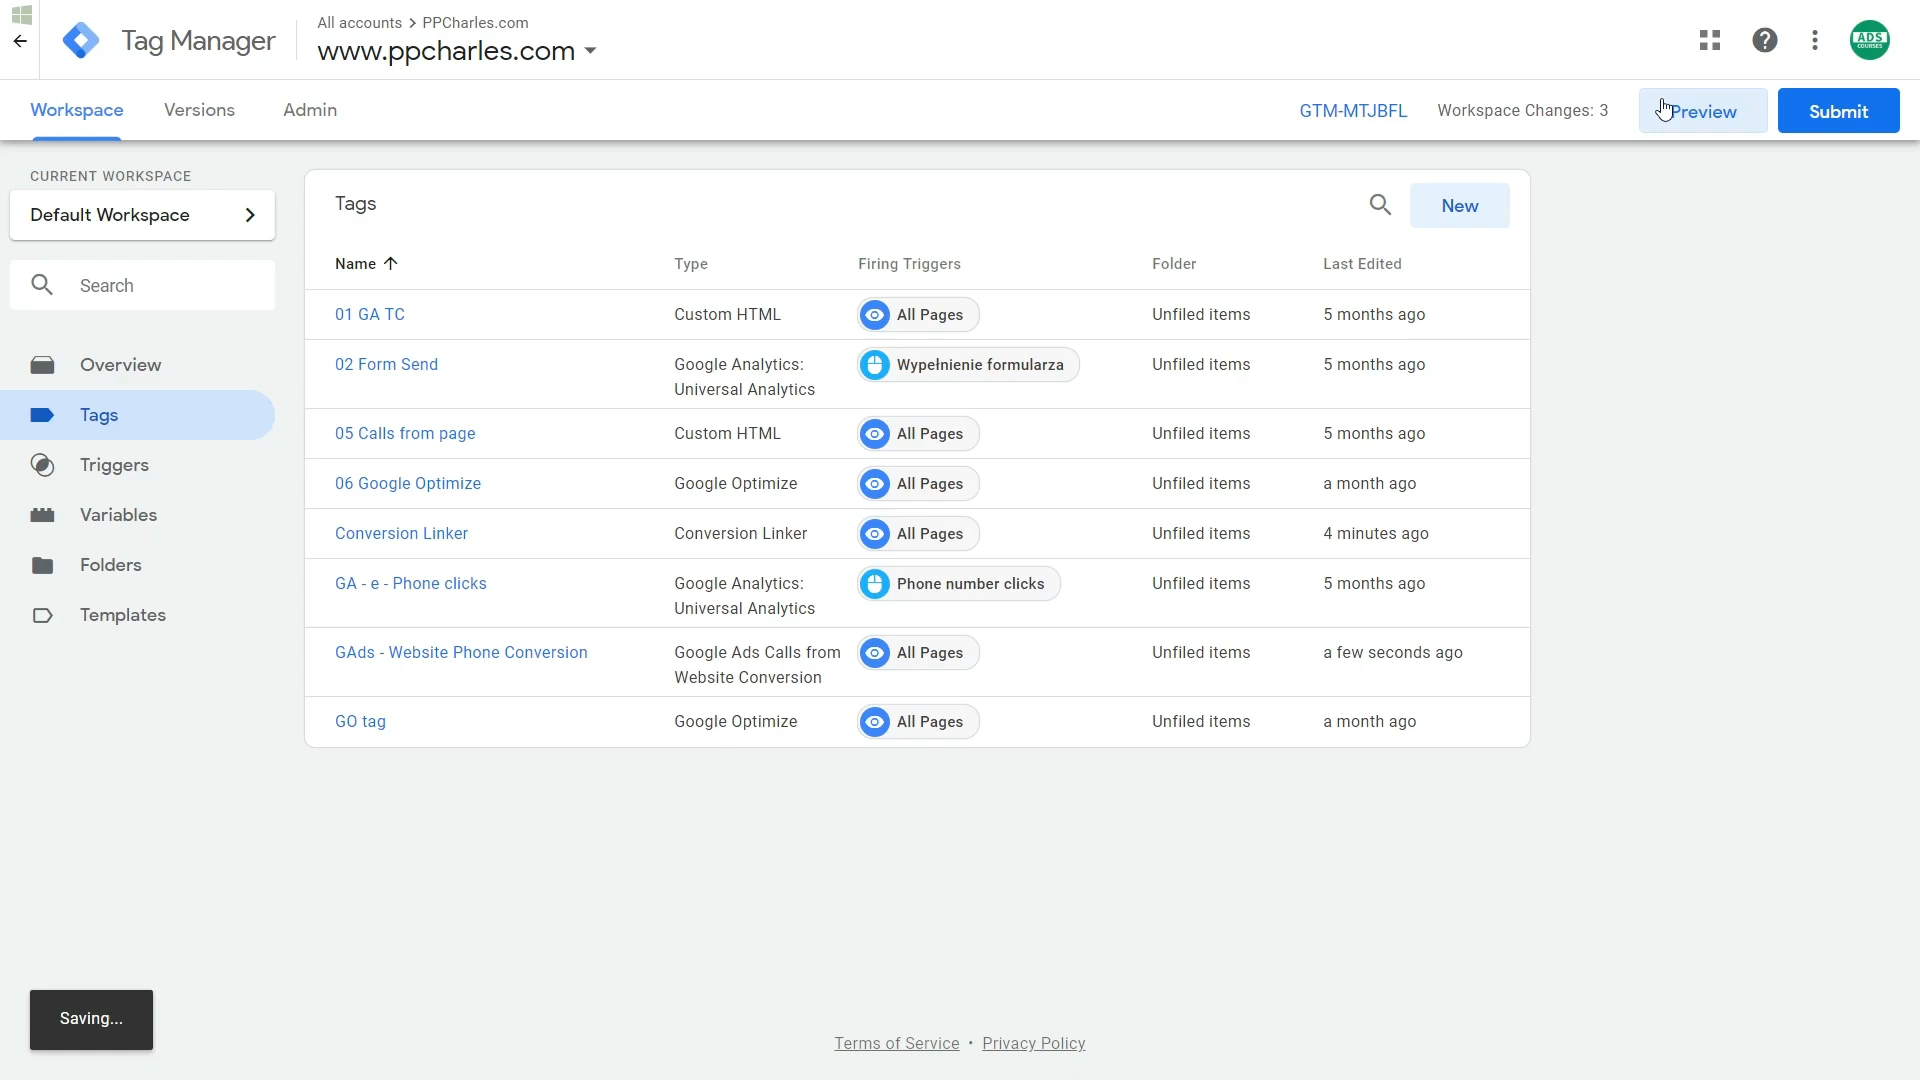 All accounts > PPCharles.com
Tag Manager
www.ppcharles.com
ADS
COURSES
Workspace
Versions
Admin
GTM-MTJBFL
Workspace Changes: 3
Preview
Submit
CURRENT WORKSPACE
Default Workspace
Search
Overview
Tags
Triggers
Variables
Folders
Templates
Tags
New
Name Type Firing Triggers Folder Last Edited
01 GA TC Custom HTML All Pages Unfiled items 5 months ago
02 Form Send Google Analytics: Wypełnienie formularza Unfiled items 5 months ago
Universal Analytics
05 Calls from page Custom HTML All Pages Unfiled items 5 months ago
06 Google Optimize Google Optimize All Pages Unfiled items a month ago
Conversion Linker Conversion Linker All Pages Unfiled items 4 minutes ago
GA - e - Phone clicks Google Analytics: Phone number clicks Unfiled items 5 months ago
Universal Analytics
GAds - Website Phone Conversion Google Ads Calls from All Pages Unfiled items a few seconds ago
Website Conversion
GO tag Google Optimize All Pages Unfiled items a month ago
Saving...
Terms of Service • Privacy Policy